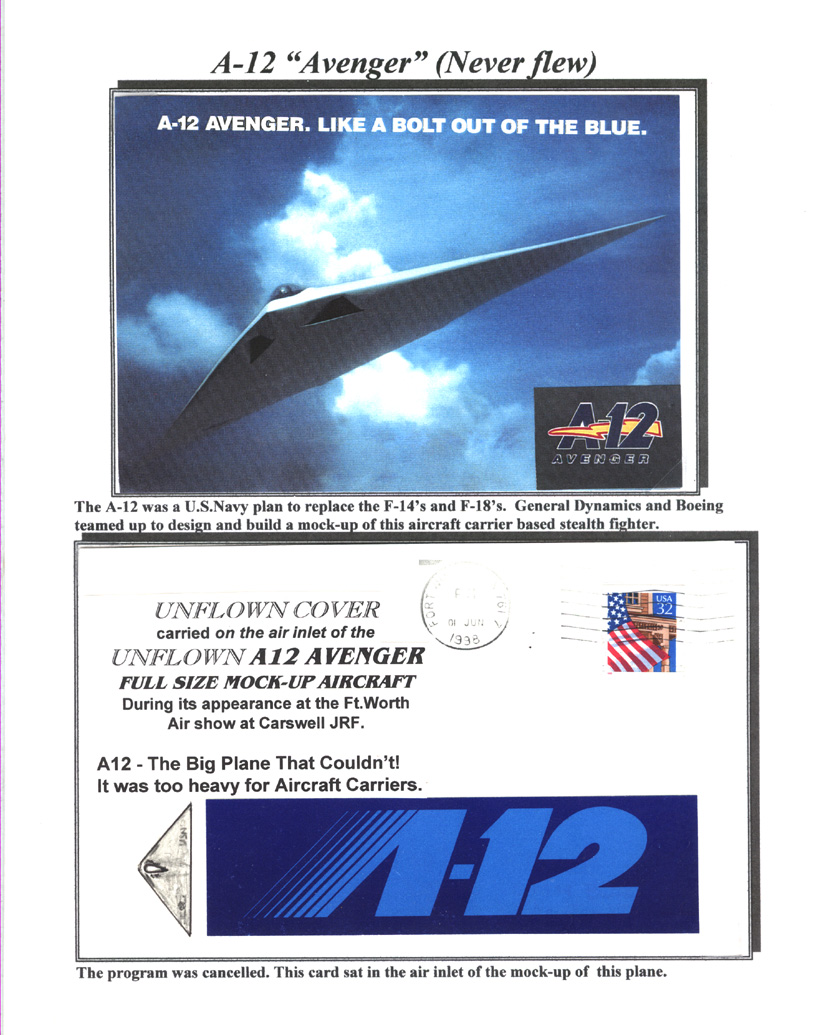 A-12 “Avenger” (Never flew)
A-12 AVENGER. LIKE A BOLT OUT OF THE BLUE.
A-12
AVENGER
The A-12 was a U.S.Navy plan to replace the F-14's and F-18's. General Dynamics and Boeing
teamed up to design and build a mock-up of this aircraft carrier based stealth fighter.
UNFLOWN COVER
carried on the air inlet of the
UNFLOWN A12 AVENGER
FULL SIZE MOCK-UP AIRCRAFT
During its appearance at the Ft.Worth
Air show at Carswell JRF.
FORT
01 JUN
1998
USA
32
A12 - The Big Plane That Couldn't!
It was too heavy for Aircraft Carriers.
USN
A-12
The program was cancelled. This card sat in the air inlet of the mock-up of this plane.